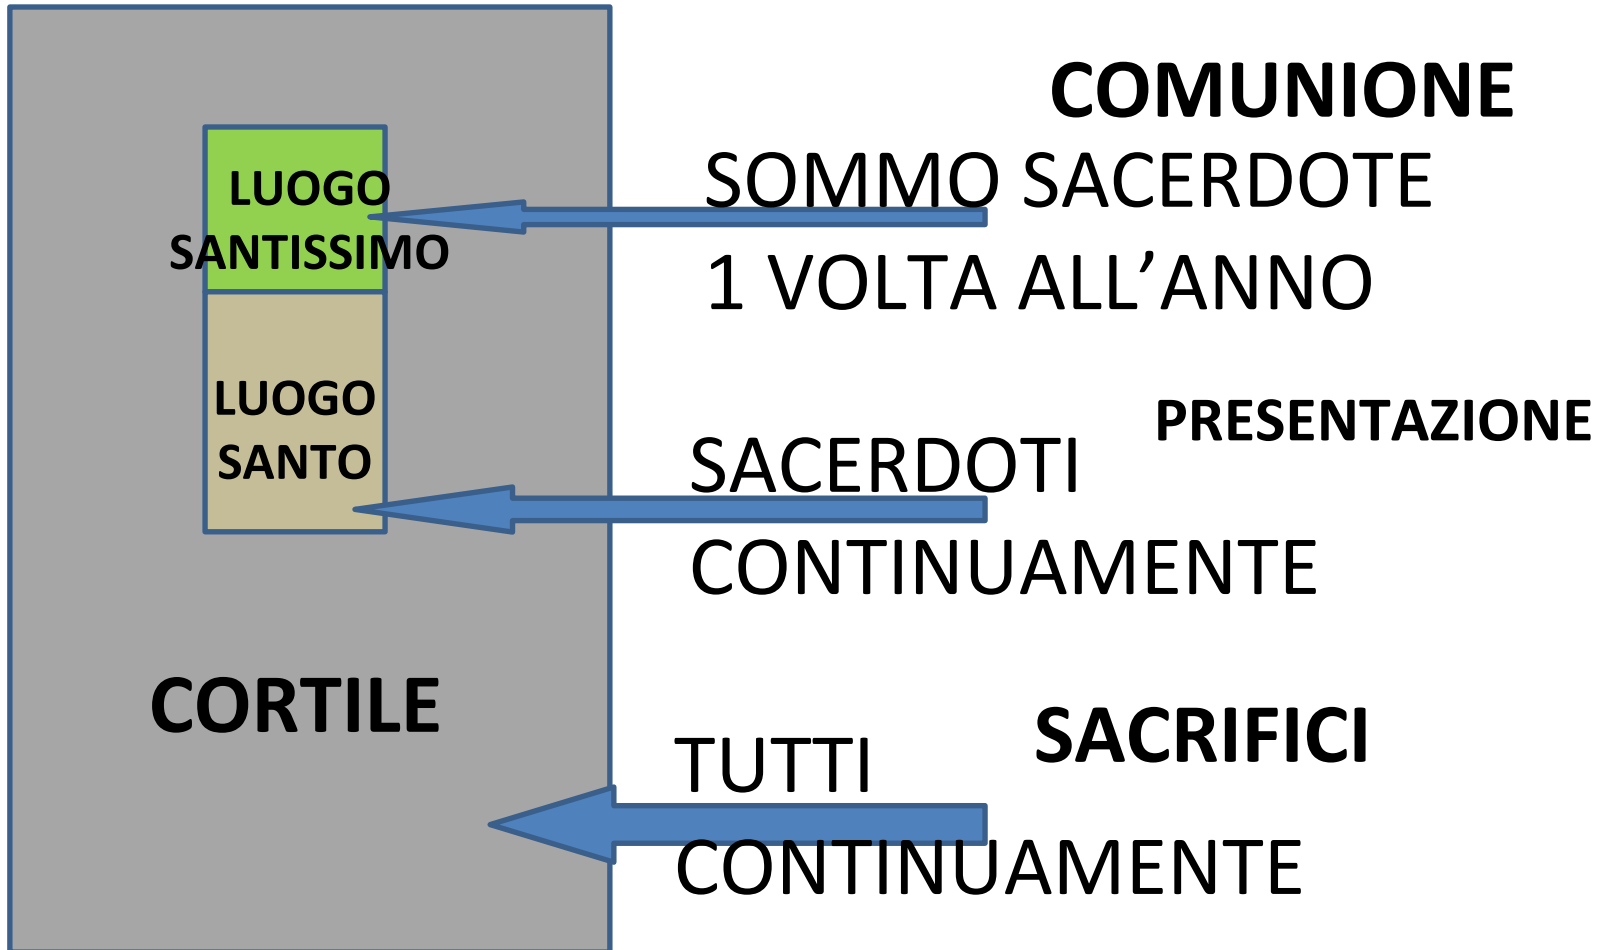 COMUNIONE
LUOGO
SANTISSIMO
SOMMO SACERDOTE
1 VOLTA ALL’ANNO
LUOGO
SANTO
PRESENTAZIONE
SACERDOTI
CONTINUAMENTE
CORTILE
SACRIFICI
TUTTI
CONTINUAMENTE